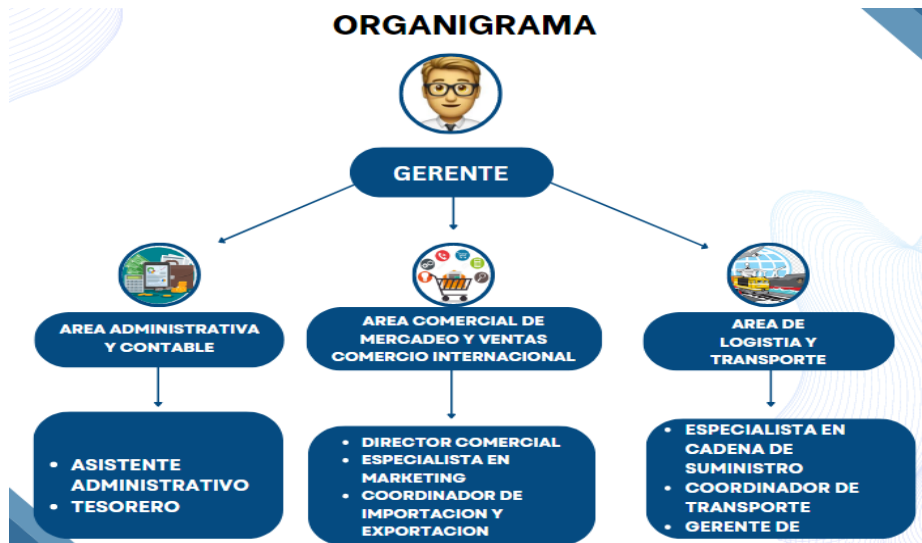 ORGANIGRAMA
GERENTE
AREA ADMINISTRATIVA
Y CONTABLE
AREA COMERCIAL DE
MERCADEO Y VENTAS
COMERCIO INTERNACIONAL
AREA DE
LOGISTIA Y
TRANSPORTE
• ASISTENTE
ADMINISTRATIVO
• TESORERO
• DIRECTOR COMERCIAL
• ESPECIALISTA EN
MARKETING
• COORDINADOR DE
IMPORTACION Y
EXPORTACION
• ESPECIALISTA EN
CADENA DE
SUMINISTRO
• COORDINADOR DE
TRANSPORTE
• GERENTE DE